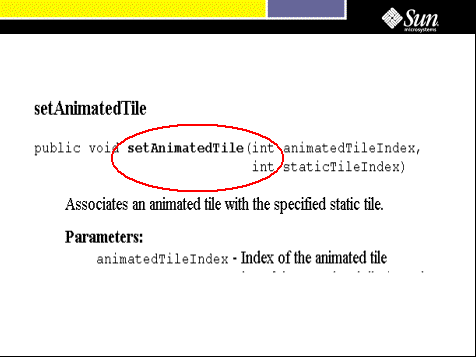 Sun
microsystems
setAnimatedTile
public void setAnimatedTile(int animatedTileIndex,
int staticTileIndex)
Associates an animated tile with the specified static tile.
Parameters:
animatedTileIndex - Index of the animated tile